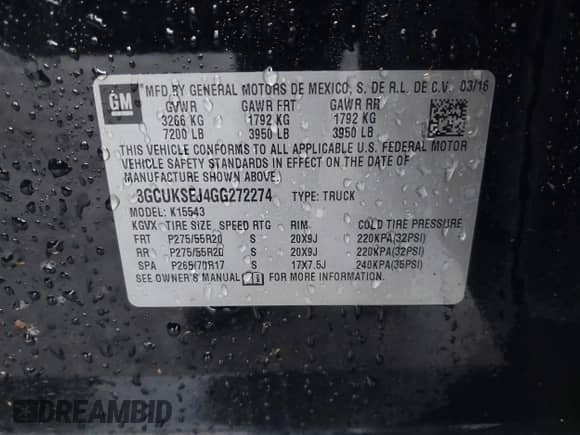 GM
MFD BY GENERAL MOTORS DE MEXICO, S. DE R.L. DE C.V. 03/16
GVWR GAWR FRT GAWR RR
3266 KG 1792 KG 1792 KG
7200 LB 3950 LB 3950 LB
THIS VEHICLE CONFORMS TO ALL APPLICABLE U.S. FEDERAL MOTOR
VEHICLE SAFETY STANDARDS IN EFFECT ON THE DATE OF
MANUFACTURE SHOWN ABOVE.
3GCUKSEJ4GG272274 TYPE: TRUCK
MODEL: K15543
KGVX TIRE SIZE SPEED RTG RIM COLD TIRE PRESSURE
FRT P275/55R20 S 20X9J 220KPA(32PSI)
RR P275/55R20 S 20X9J 220KPA(32PSI)
SPA P265/70R17 S 17X7.5J 240KPA(35PSI)
SEE OWNER'S MANUAL FOR MORE INFORMATION.
DREAMBID